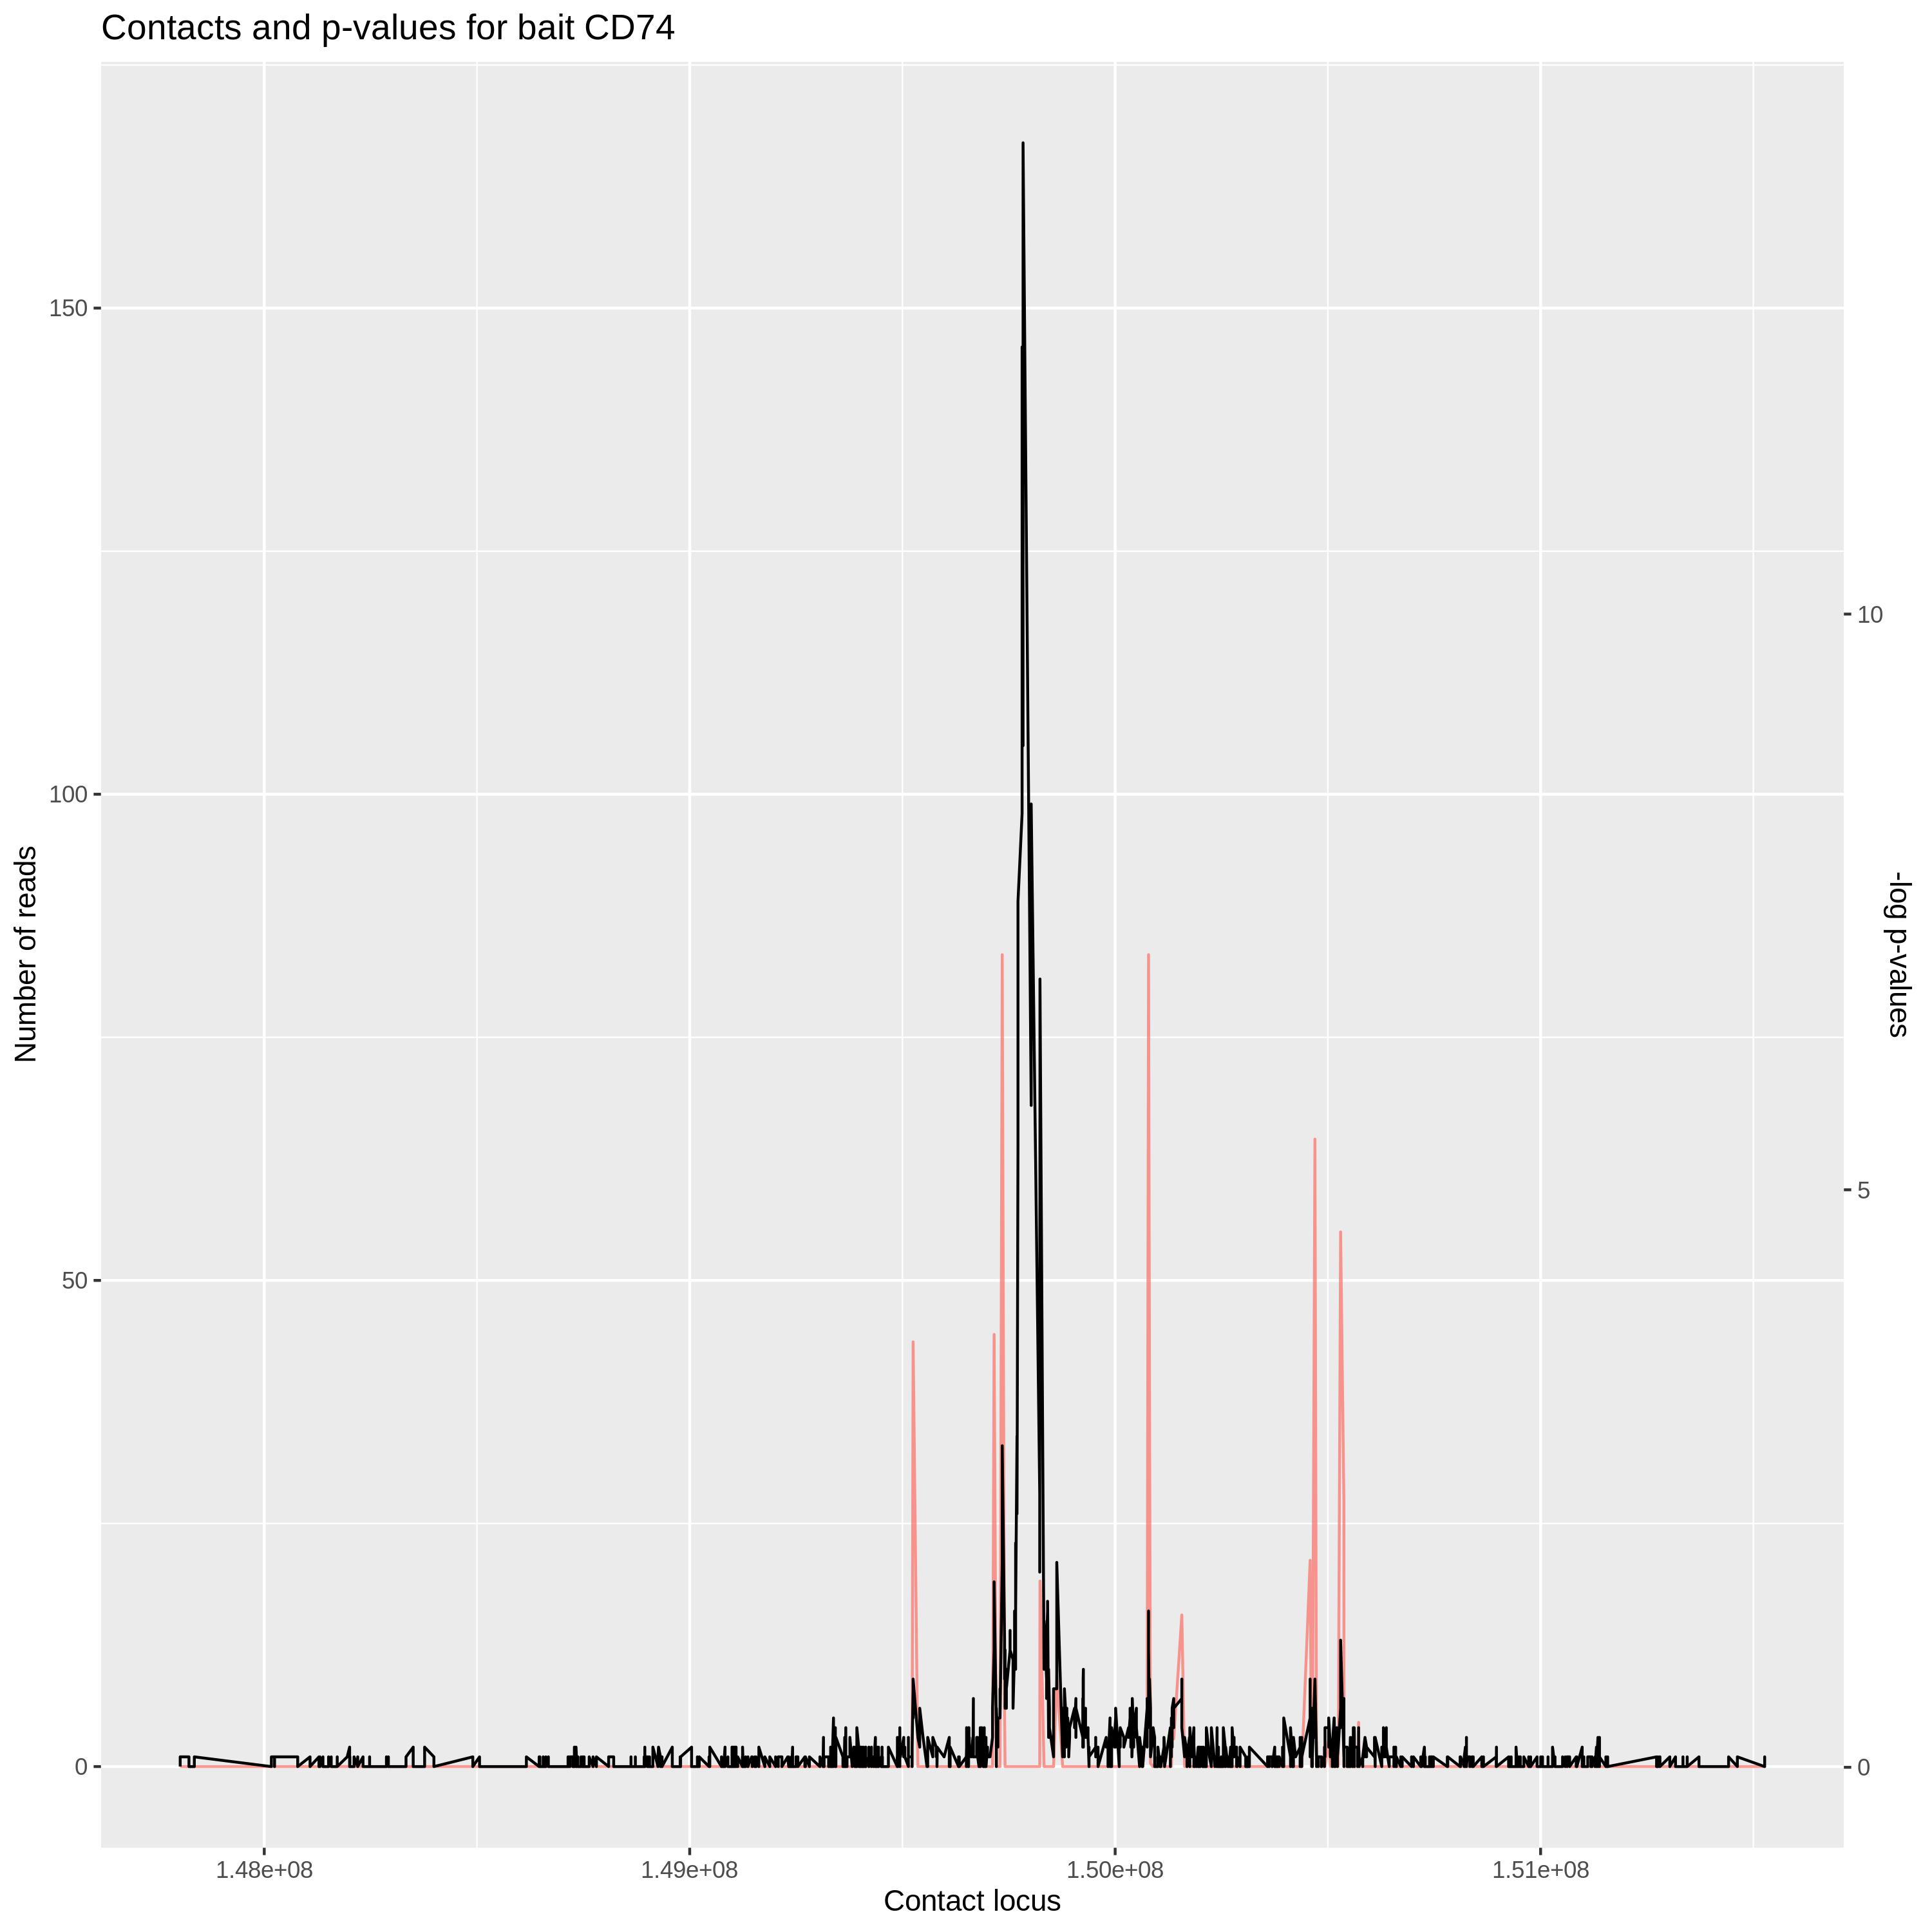 Contacts and p-values for bait CD74
150
100
50
0
10
5
0
Number of reads
-log p-values
1.48e+08 1.49e+08 1.50e+08 1.51e+08
Contact locus